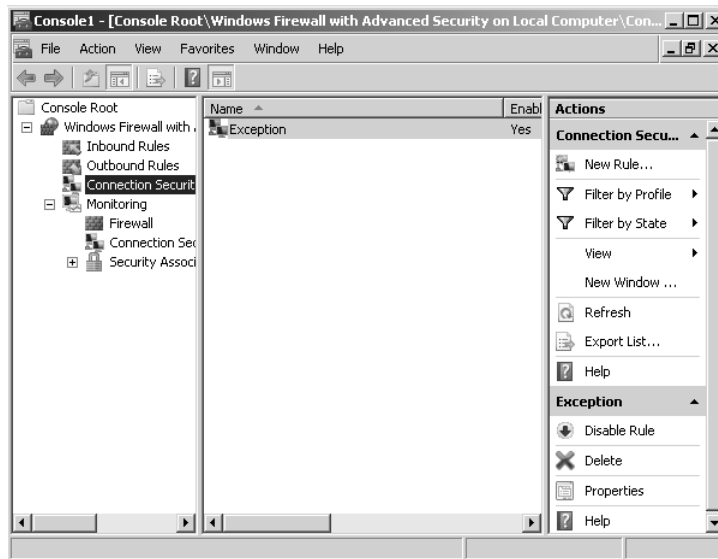 Console1 - [Console Root\Windows Firewall with Advanced Security on Local Computer\Con...
File Action View Favorites Window Help
Console Root
Windows Firewall with
Inbound Rules
Outbound Rules
Connection Securit
Monitoring
Firewall
Connection Sec
Security Associ
Name Enabl
Exception Yes
Actions
Connection Secu...
New Rule...
Filter by Profile
Filter by State
View
New Window ...
Refresh
Export List...
Help
Exception
Disable Rule
Delete
Properties
Help